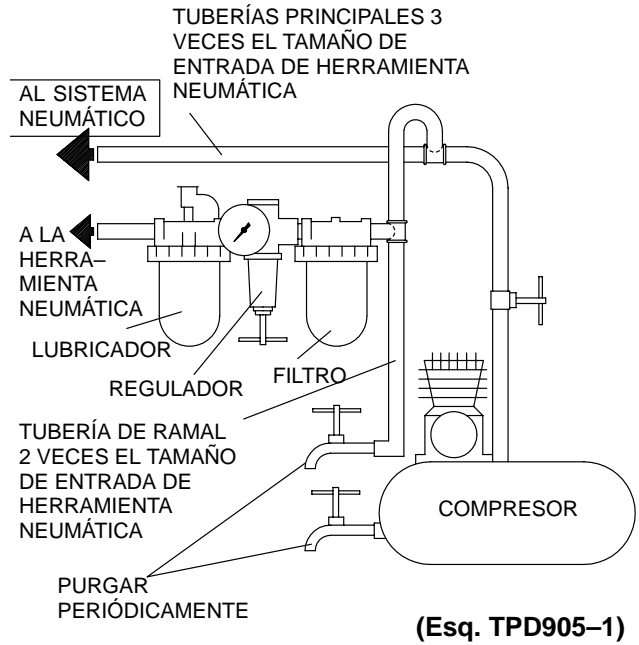 TUBERÍAS PRINCIPALES 3
VECES EL TAMAÑO DE
ENTRADA DE HERRAMIENTA
NEUMÁTICA
AL SISTEMA
NEUMÁTICO
A LA
HERRA–
MIENTA
NEUMÁTICA
LUBRICADOR
REGULADOR
FILTRO
TUBERÍA DE RAMAL
2 VECES EL TAMAÑO
DE ENTRADA DE
HERRAMIENTA
NEUMÁTICA
COMPRESOR
PURGAR
PERIÓDICAMENTE
(Esq. TPD905–1)